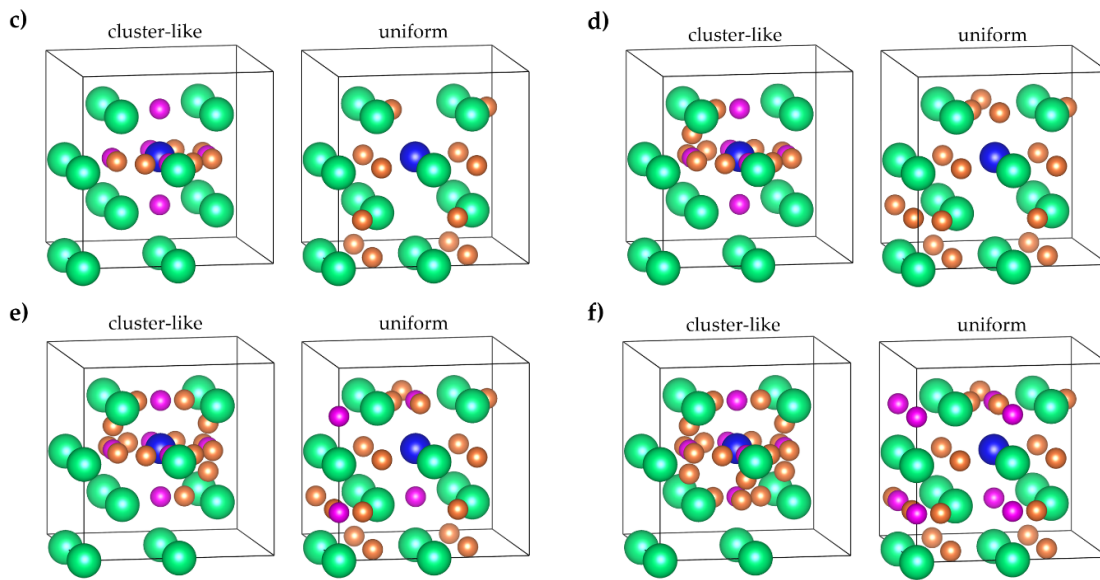 c)
cluster-like uniform
d)
cluster-like uniform
e)
cluster-like uniform
f)
cluster-like uniform